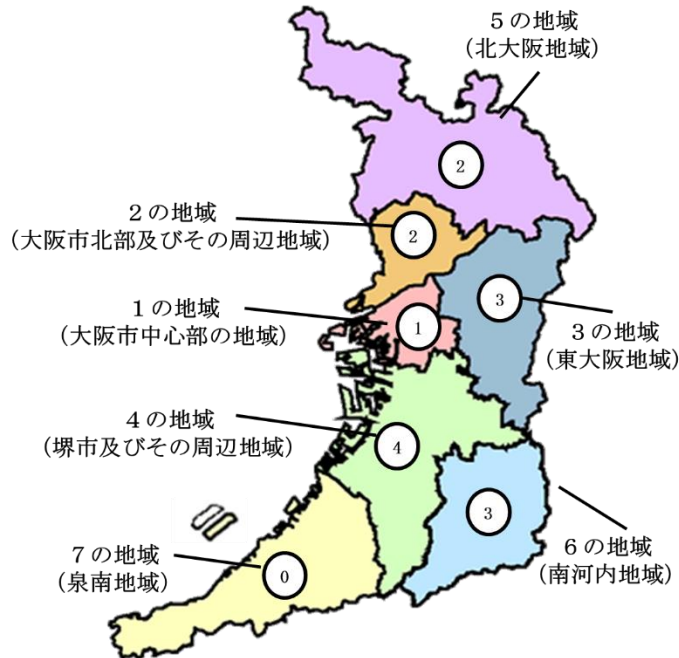 ５の地域
(北大阪地域)
2
２の地域
(大阪市北部及びその周辺地域)
2
3
１の地域
(大阪市中心部の地域)
1
３の地域
(東大阪地域)
４の地域
(堺市及びその周辺地域)
4
3
７の地域
(泉南地域)
0
６の地域
(南河内地域)